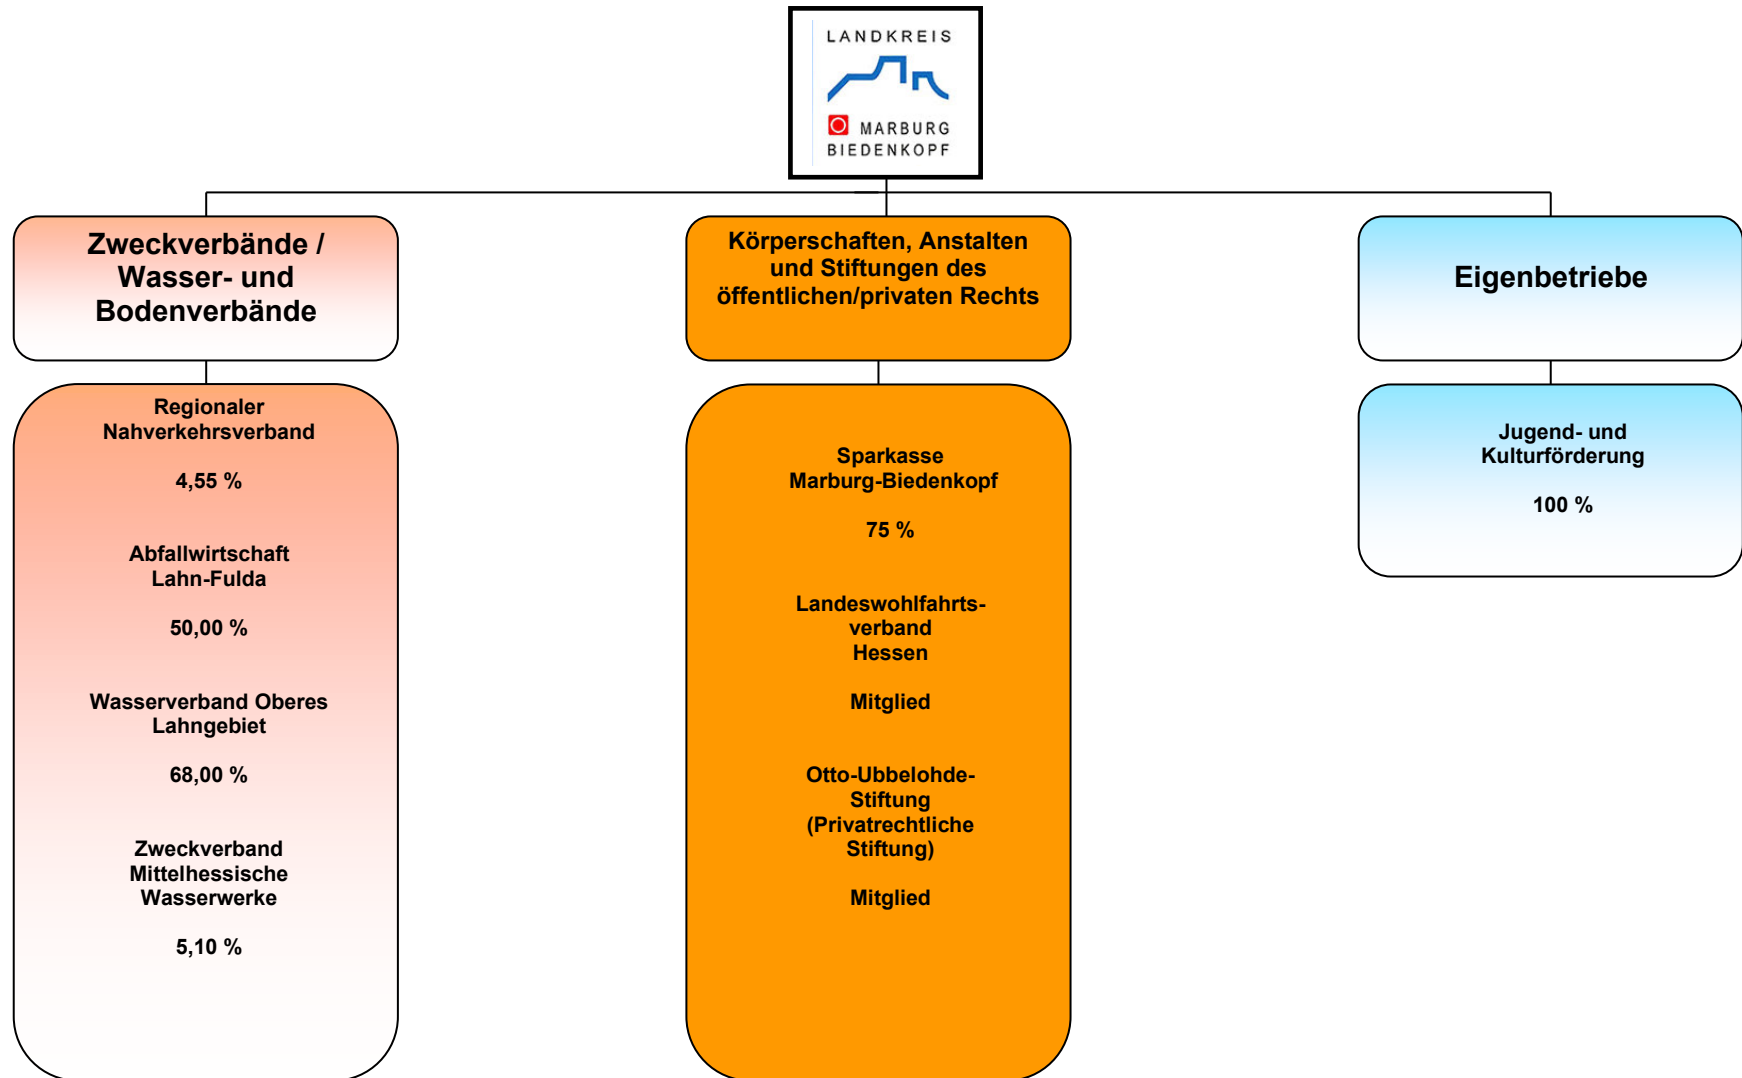 LANDKREIS
MARBURG
BIEDENKOPF
Zweckverbände /
Wasser- und
Bodenverbände
Regionaler
Nahverkehrsverband
4,55 %
Abfallwirtschaft
Lahn-Fulda
50,00 %
Wasserverband Oberes
Lahngebiet
68,00 %
Zweckverband
Mittelhessische
Wasserwerke
5,10 %
Körperschaften, Anstalten
und Stiftungen des
öffentlichen/privaten Rechts
Sparkasse
Marburg-Biedenkopf
75 %
Landeswohlfahrts-
verband
Hessen
Mitglied
Otto-Ubbelohde-
Stiftung
(Privatrechtliche
Stiftung)
Mitglied
Eigenbetriebe
Jugend- und
Kulturförderung
100 %